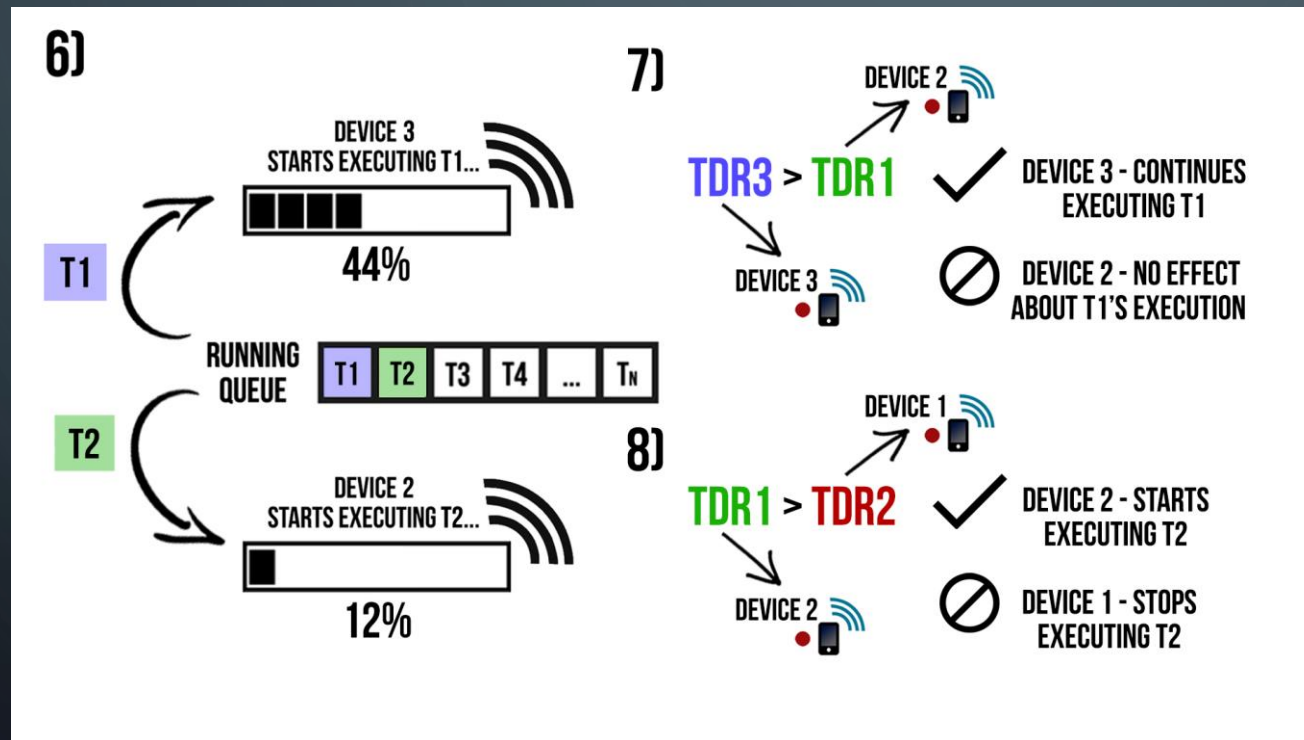 6)
DEVICE 3
STARTS EXECUTING T1...
44%
T1
RUNNING
QUEUE
T1 T2 T3 T4 ... TN
T2
DEVICE 2
STARTS EXECUTING T2...
12%
7)
DEVICE 2
TDR3 > TDR1
DEVICE 3
DEVICE 3 - CONTINUES
EXECUTING T1
DEVICE 2 - NO EFFECT
ABOUT T1'S EXECUTION
8)
DEVICE 1
TDR1 > TDR2
DEVICE 2
DEVICE 2 - STARTS
EXECUTING T2
DEVICE 1 - STOPS
EXECUTING T2